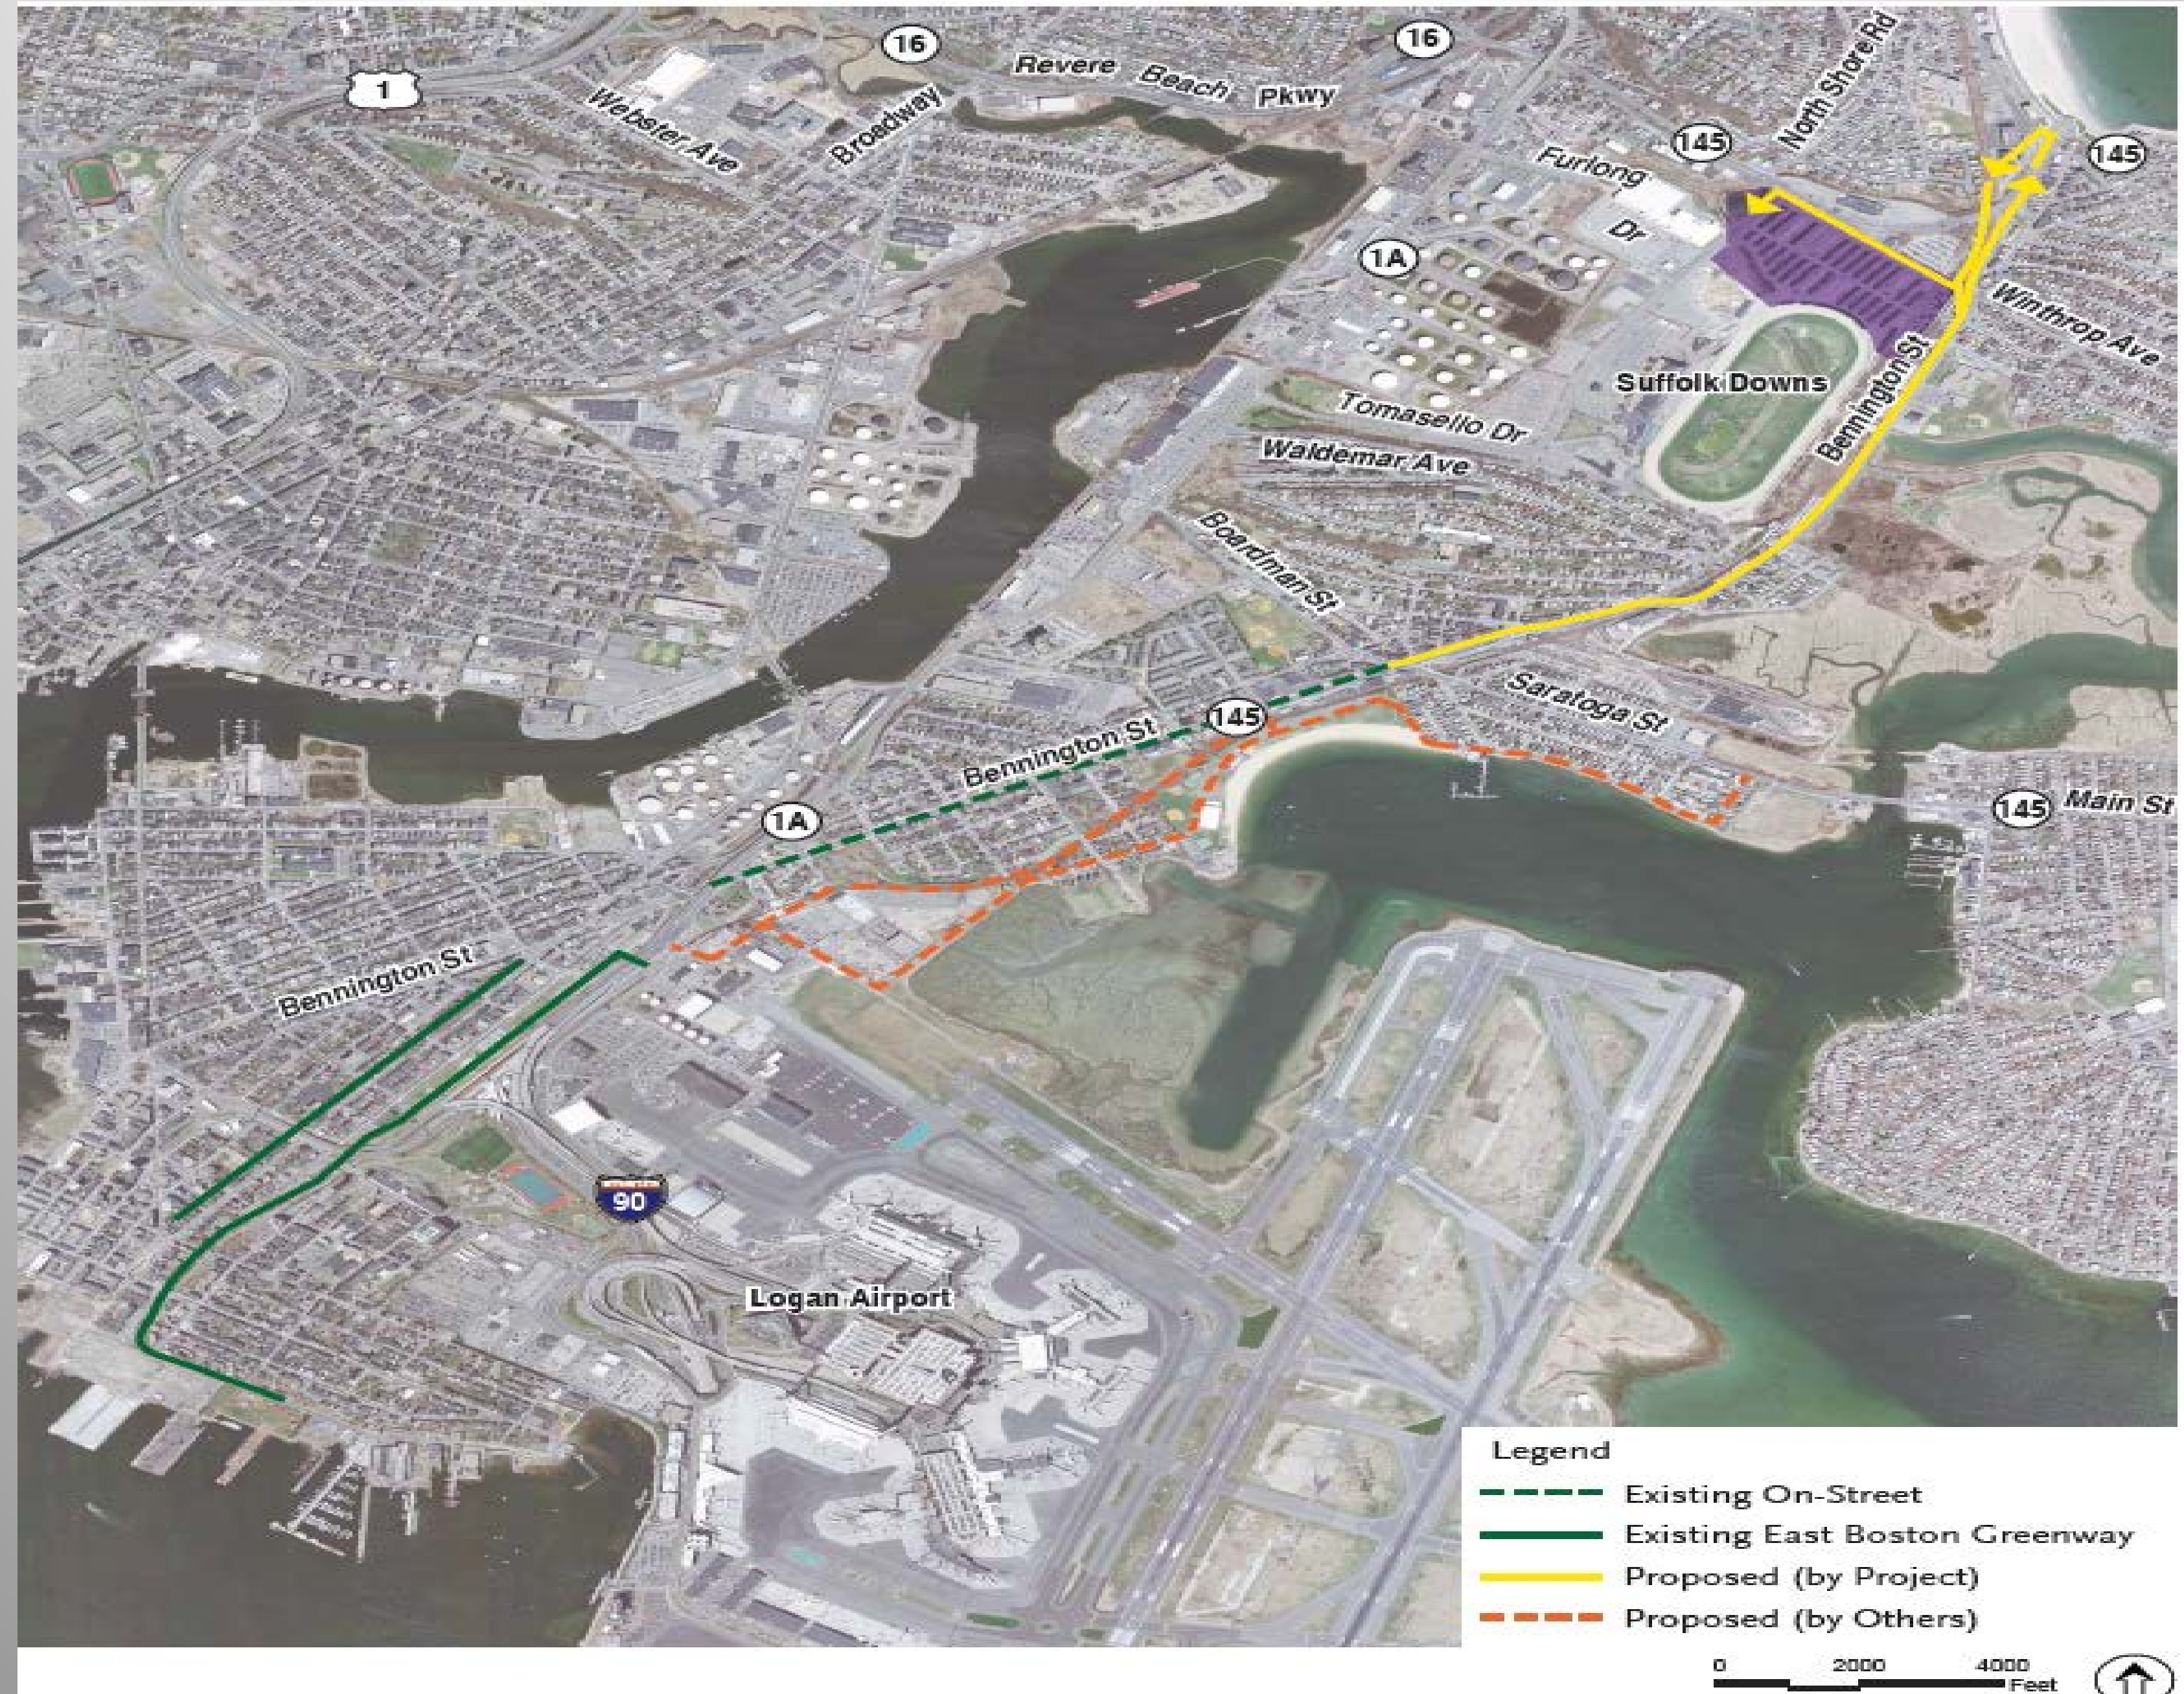 16
16
Revere Beach Pkwy
North Shore Rd
1
Webster Ave
Broadway
145
145
Furlong
Dr
1A
Winthrop Ave
Suffolk Downs
Bennington St
Tomasello Dr
Waldemar Ave
Boardman St
Saratoga St
145
Bennington St
145
Main St
1A
Bennington St
90
Logan Airport
Legend
Existing On-Street
Existing East Boston Greenway
Proposed (by Project)
Proposed (by Others)
0 2000 4000
Feet